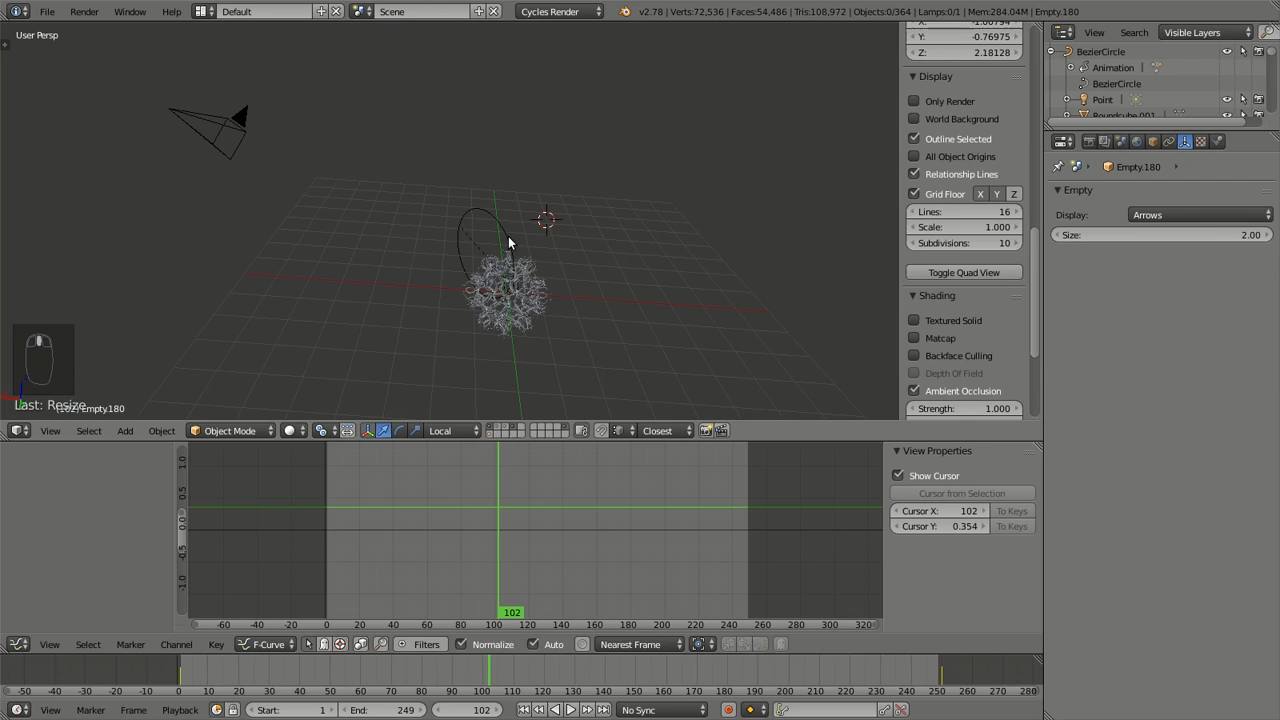 File Render Window Help Default Scene Cycles Render v2.78 | Verts:72,536 | Faces:54,486 | Tris:108,972 | Objects:0/364 | Lamps:0/1 | Mem:284.04M | Empty.180
User Persp
Y: -0.76975
Z: 2.18128
Display
Only Render
World Background
Outline Selected
All Object Origins
Relationship Lines
Grid Floor X Y Z
Lines: 16
Scale: 1.000
Subdivisions: 10
Toggle Quad View
Shading
Textured Solid
Matcap
Backface Culling
Depth Of Field
Ambient Occlusion
Strength: 1.000
View Search Visible Layers
BezierCircle
Animation
BezierCircle
Point
Roundcube.001
Empty.180
Empty
Display: Arrows
Size: 2.00
Last: Resize
(102) Empty.180
View Select Add Object Object Mode Local Closest
1.0
0.5
0.0
-0.5
-1.0
102
-60 -40 -20 0 20 40 60 80 100 120 140 160 180 200 220 240 260 280 300 320
View Properties
Show Cursor
Cursor from Selection
Cursor X: 102 To Keys
Cursor Y: 0.354 To Keys
View Select Marker Channel Key F-Curve Filters Normalize Auto Nearest Frame
-50 -40 -30 -20 -10 0 10 20 30 40 50 60 70 80 90 100 110 120 130 140 150 160 170 180 190 200 210 220 230 240 250 260 270 280
View Marker Frame Playback Start: 1 End: 249 102 No Sync